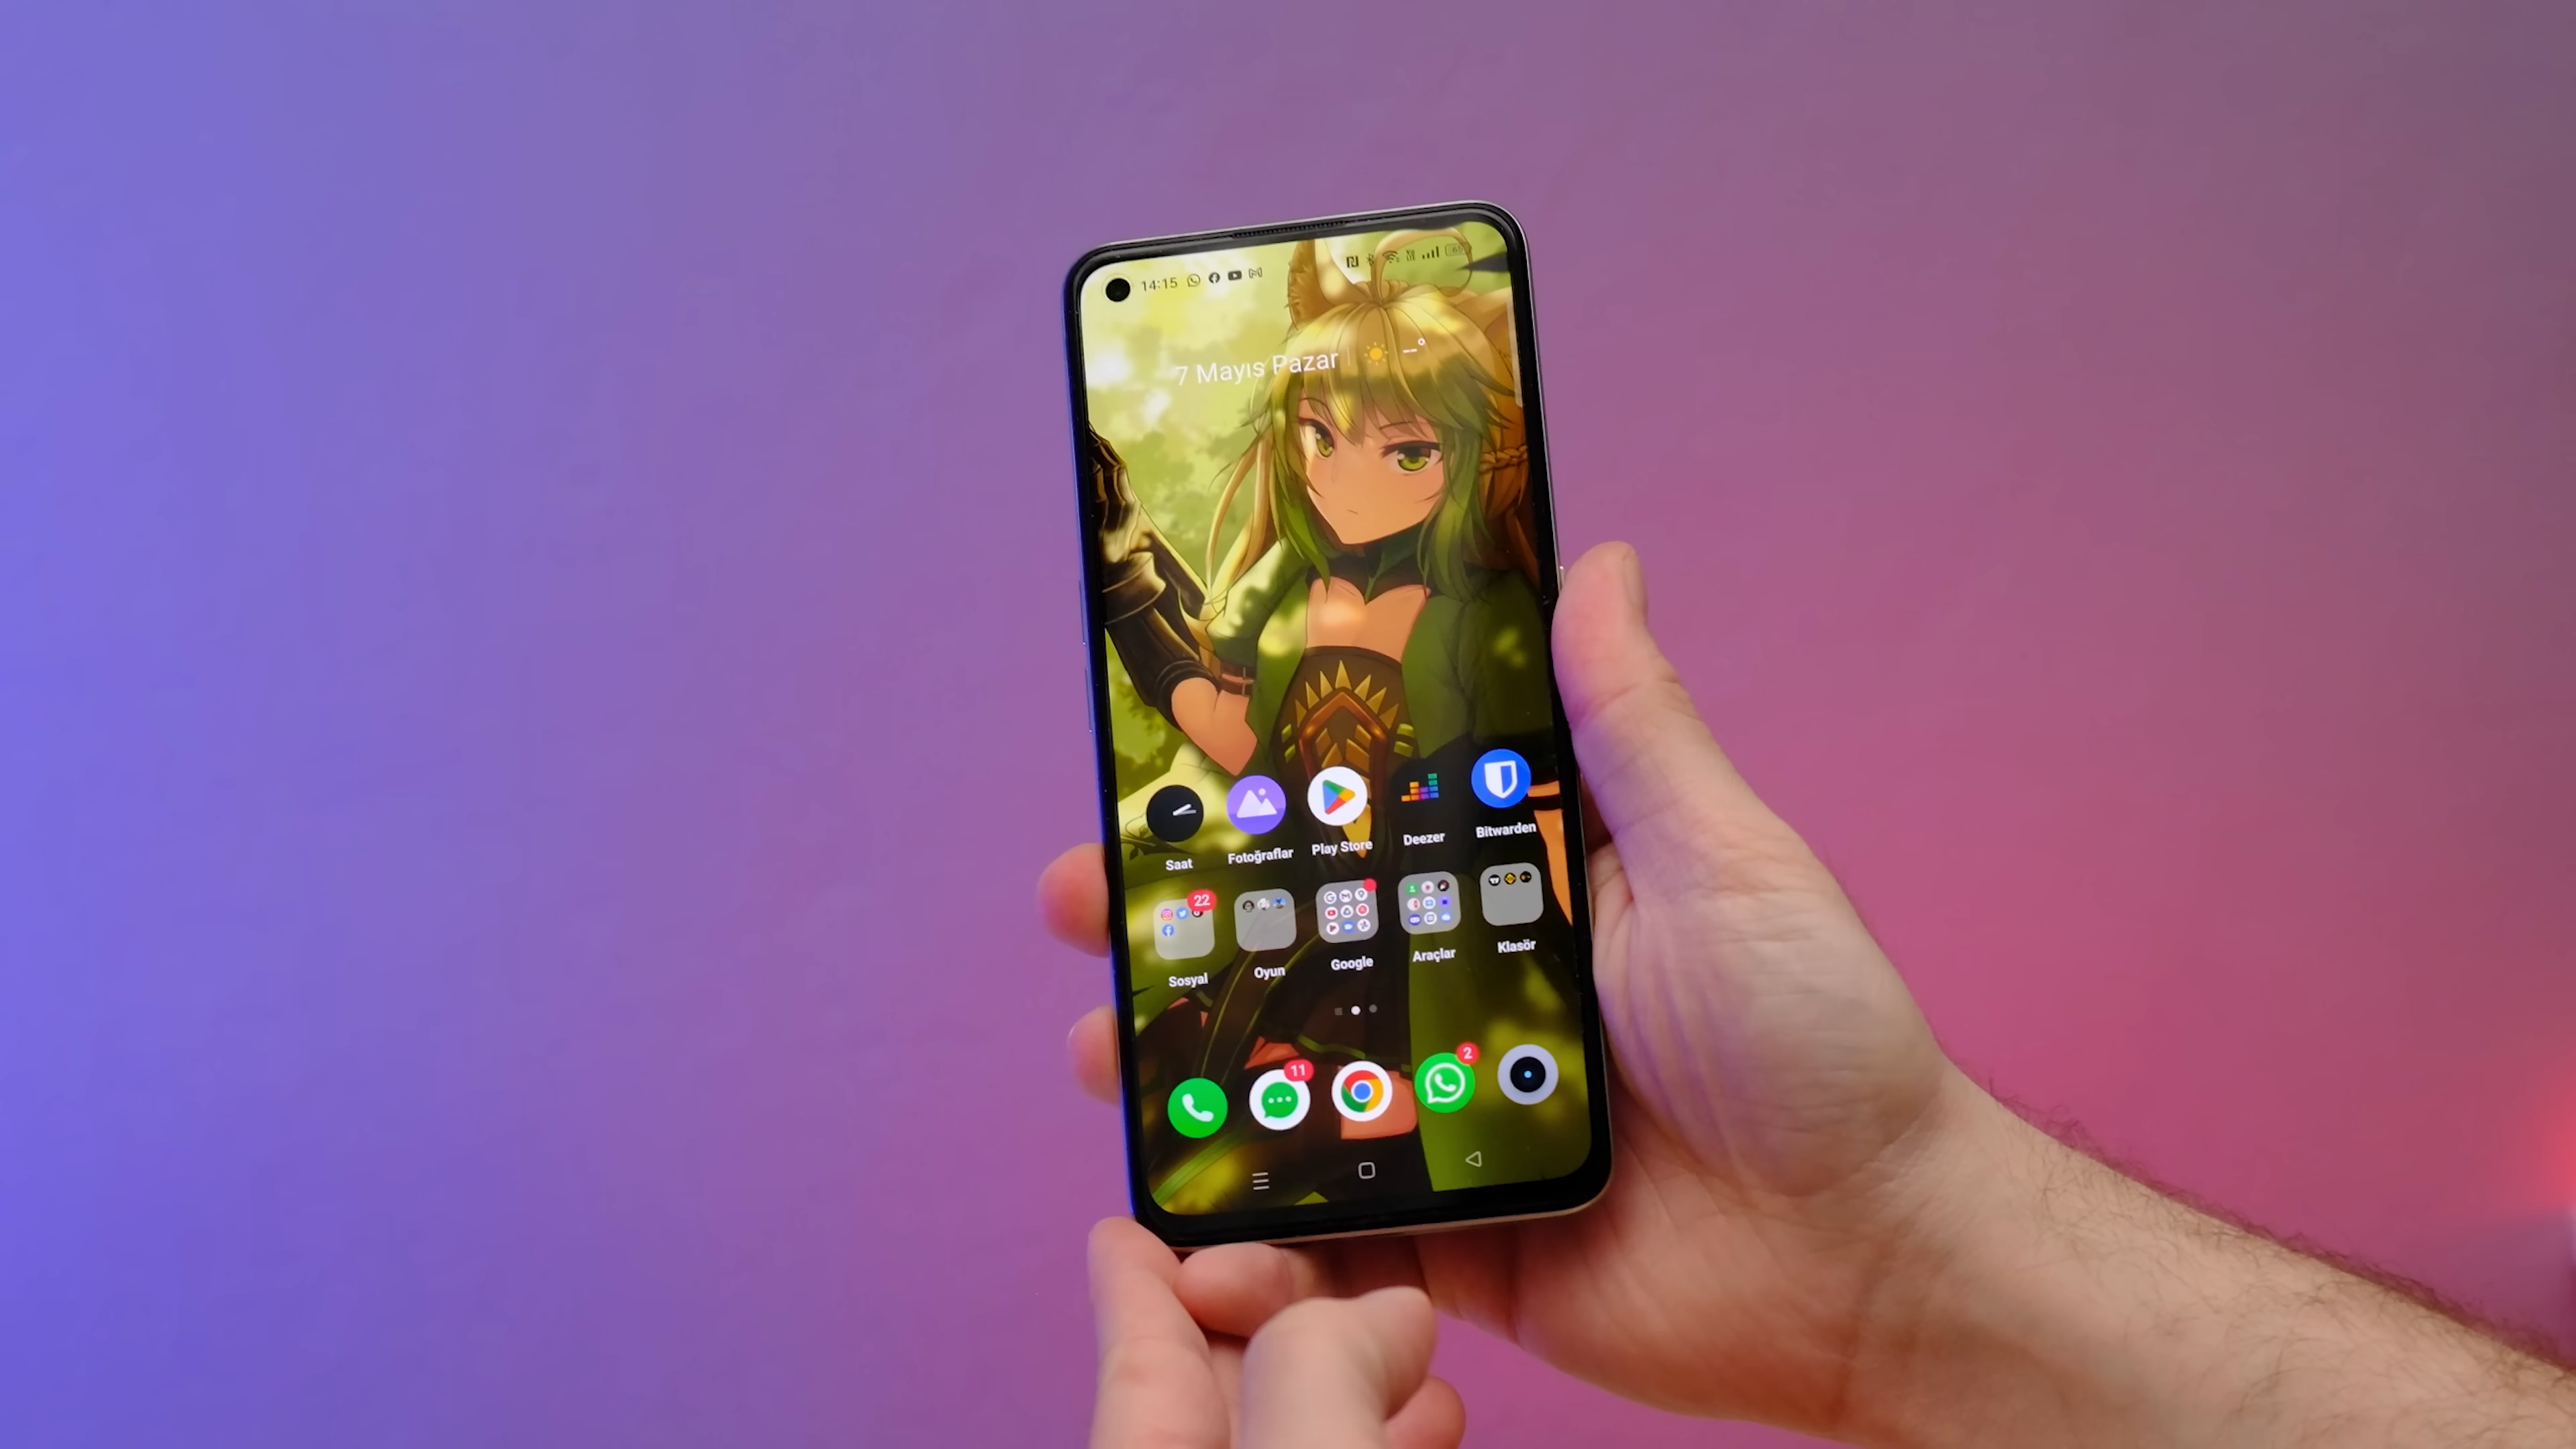 14:15
7 Mayıs Pazar --°
Saat Fotoğraflar Play Store Deezer Bitwarden
22
Sosyal Oyun Google Araçlar Klasör
11 2